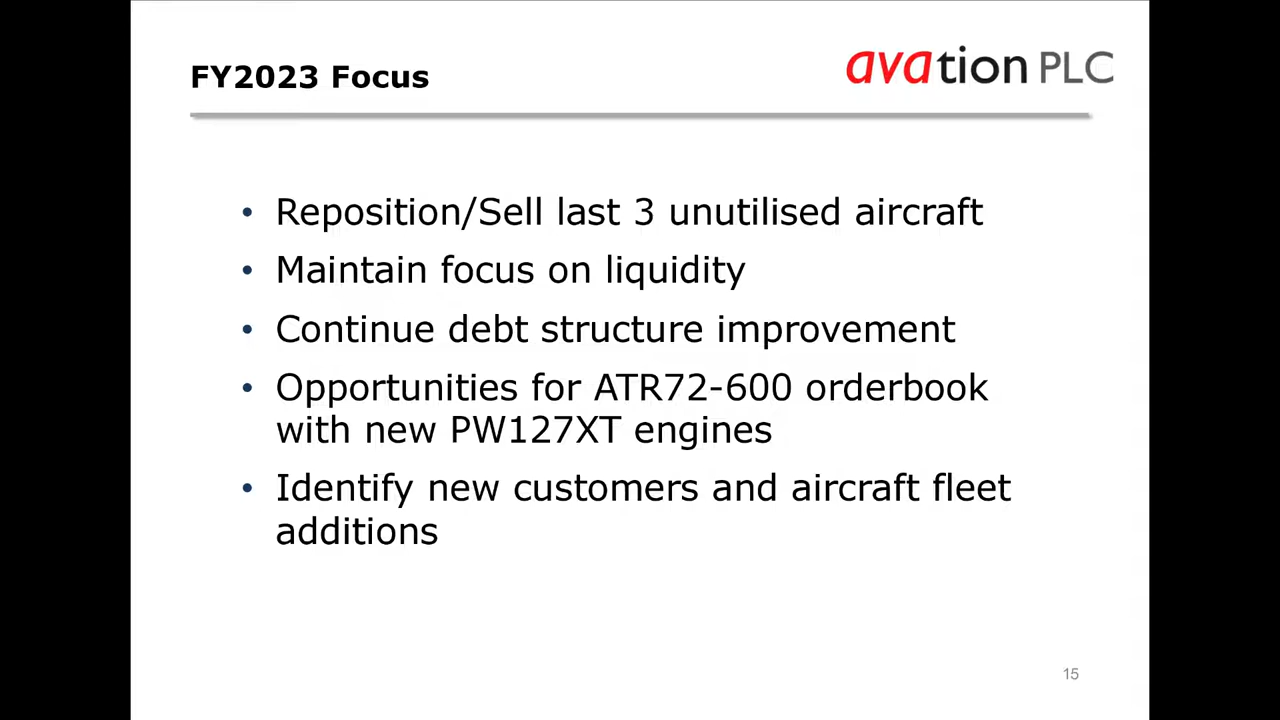 FY2023 Focus
avation PLC
• Reposition/Sell last 3 unutilised aircraft
• Maintain focus on liquidity
• Continue debt structure improvement
• Opportunities for ATR72-600 orderbook
with new PW127XT engines
• Identify new customers and aircraft fleet
additions
15